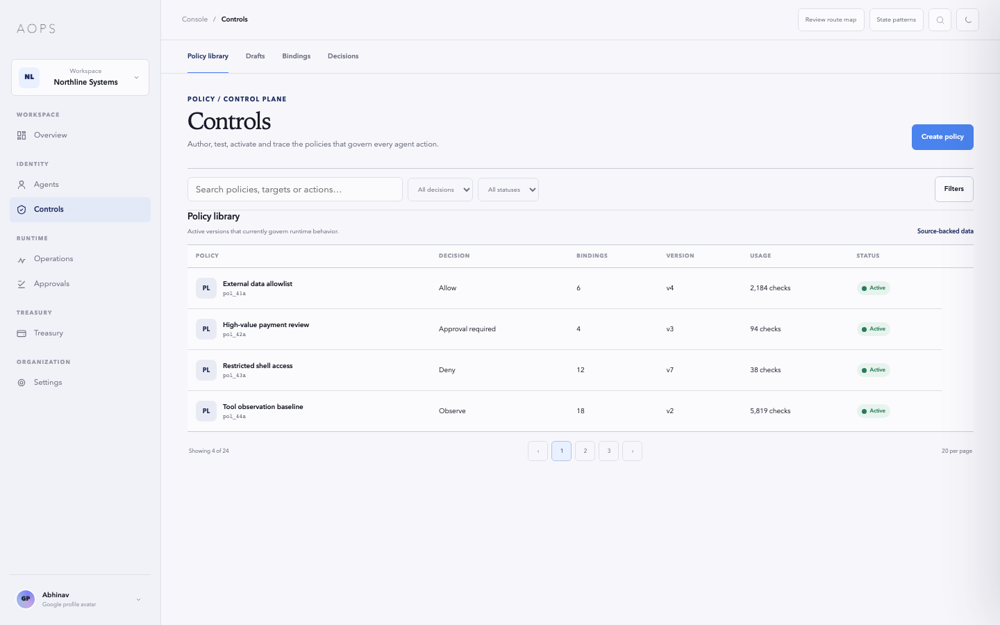 AOPS
NL
Workspace
Northline Systems
WORKSPACE
Overview
IDENTITY
Agents
Controls
RUNTIME
Operations
Approvals
TREASURY
Treasury
ORGANIZATION
Settings
GP
Abhinav
Google profile avatar
Console / Controls
Review route map
State patterns
Policy library Drafts Bindings Decisions
POLICY / CONTROL PLANE
Controls
Author, test, activate and trace the policies that govern every agent action.
Create policy
Search policies, targets or actions…
All decisions
All statuses
Filters
Policy library
Active versions that currently govern runtime behavior.
Source-backed data
POLICY DECISION BINDINGS VERSION USAGE STATUS
PL External data allowlist Allow 6 v4 2,184 checks Active
pol_41a
PL High-value payment review Approval required 4 v3 94 checks Active
pol_42a
PL Restricted shell access Deny 12 v7 38 checks Active
pol_43a
PL Tool observation baseline Observe 18 v2 5,819 checks Active
pol_44a
Showing 4 of 24 ‹ 1 2 3 › 20 per page